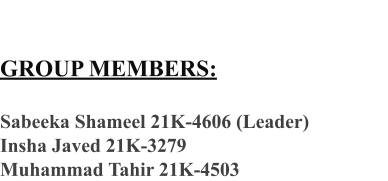 GROUP MEMBERS:
Sabeeka Shameel 21K-4606 (Leader)
Insha Javed 21K-3279
Muhammad Tahir 21K-4503